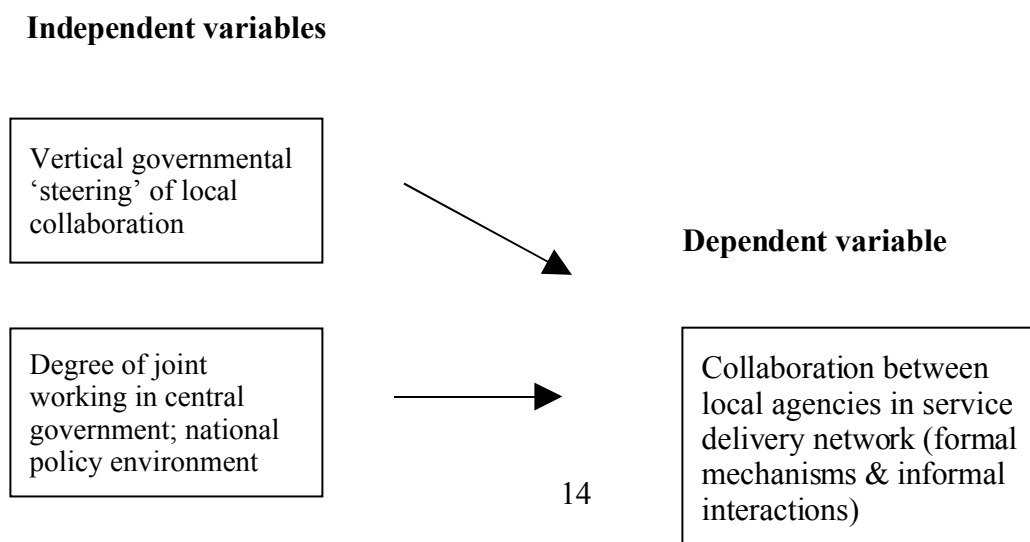 Independent variables
Vertical governmental
‘steering’ of local
collaboration
Dependent variable
Degree of joint
working in central
government; national
policy environment
Collaboration between
local agencies in service
delivery network (formal
mechanisms & informal
interactions)
14